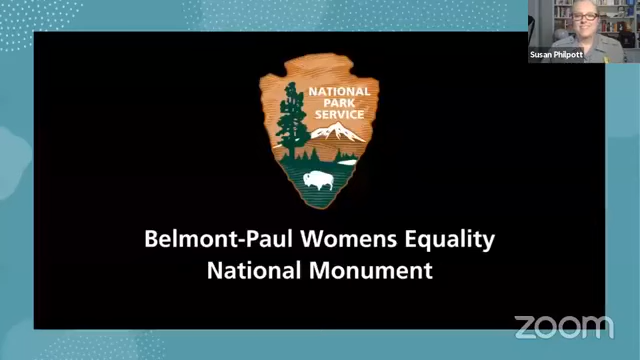 Susan Philpott
NATIONAL
PARK
SERVICE
Belmont-Paul Womens Equality
National Monument
zoom